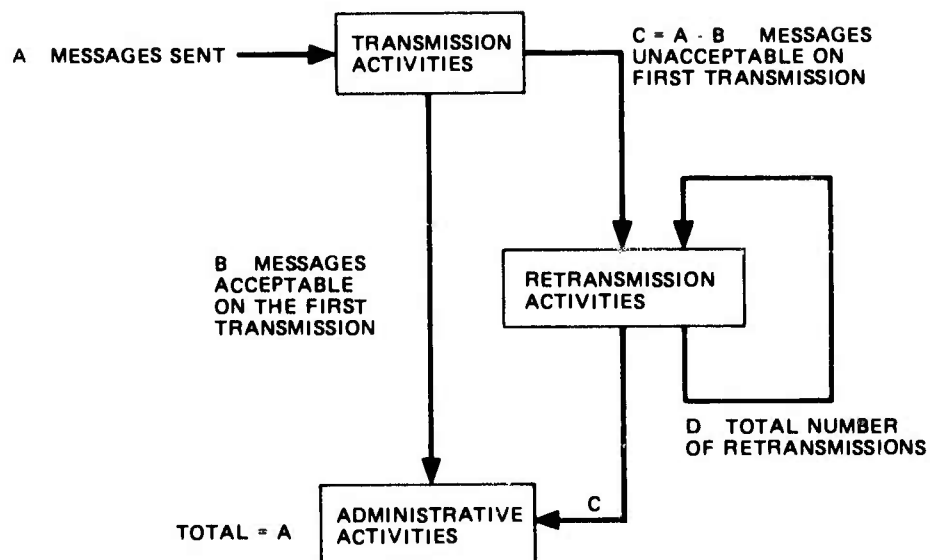 A MESSAGES SENT
TRANSMISSION
ACTIVITIES
C = A - B MESSAGES
UNACCEPTABLE ON
FIRST TRANSMISSION
B MESSAGES
ACCEPTABLE
ON THE FIRST
TRANSMISSION
RETRANSMISSION
ACTIVITIES
D TOTAL NUMBER
OF RETRANSMISSIONS
C
TOTAL = A
ADMINISTRATIVE
ACTIVITIES